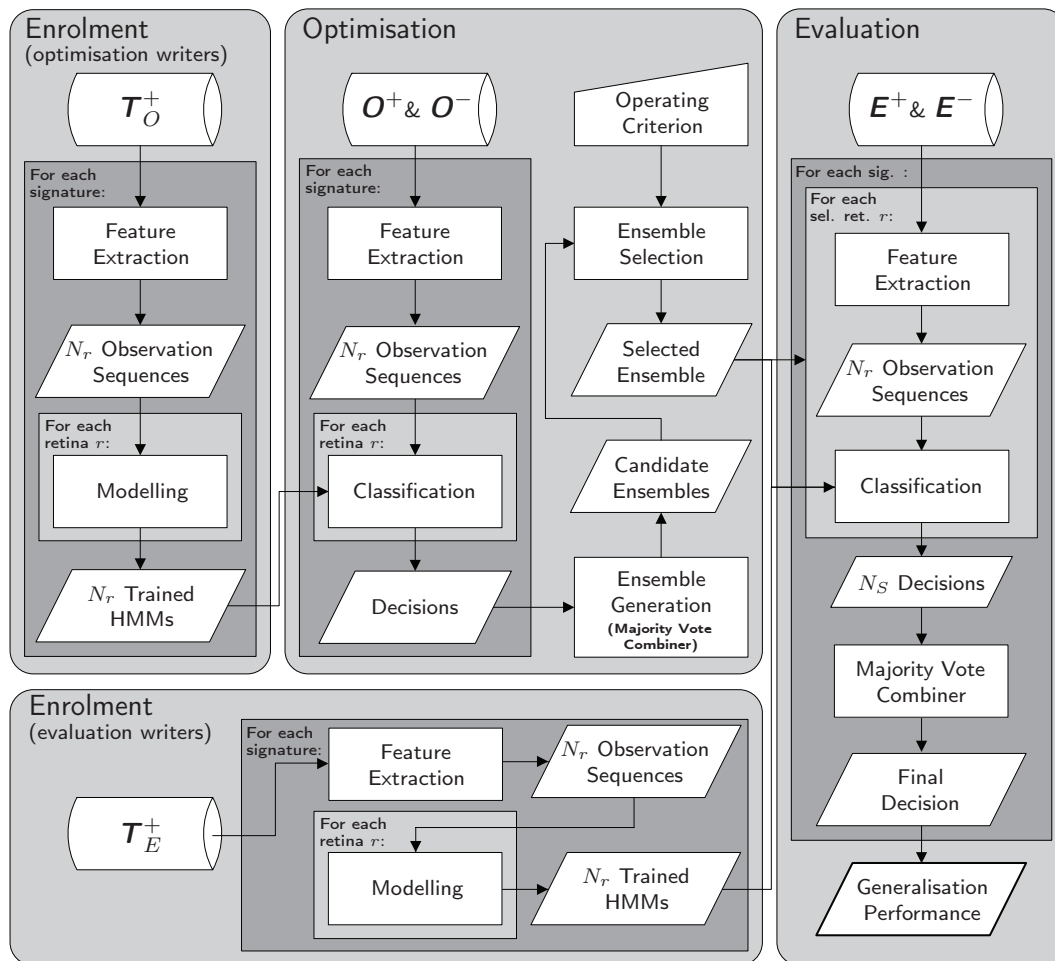 Enrolment
(optimisation writers)
T+O
For each
signature:
Feature
Extraction
Nr Observation
Sequences
For each
retina r:
Modelling
Nr Trained
HMMs
Optimisation
O+ & O−
For each
signature:
Feature
Extraction
Nr Observation
Sequences
For each
retina r:
Classification
Decisions
Operating
Criterion
Ensemble
Selection
Selected
Ensemble
Candidate
Ensembles
Ensemble
Generation
(Majority Vote
Combiner)
Evaluation
E+ & E−
For each sig. :
For each
sel. ret. r:
Feature
Extraction
Nr Observation
Sequences
Classification
NS Decisions
Majority Vote
Combiner
Final
Decision
Generalisation
Performance
Enrolment
(evaluation writers)
T+E
For each
signature:
Feature
Extraction
Nr Observation
Sequences
For each
retina r:
Modelling
Nr Trained
HMMs